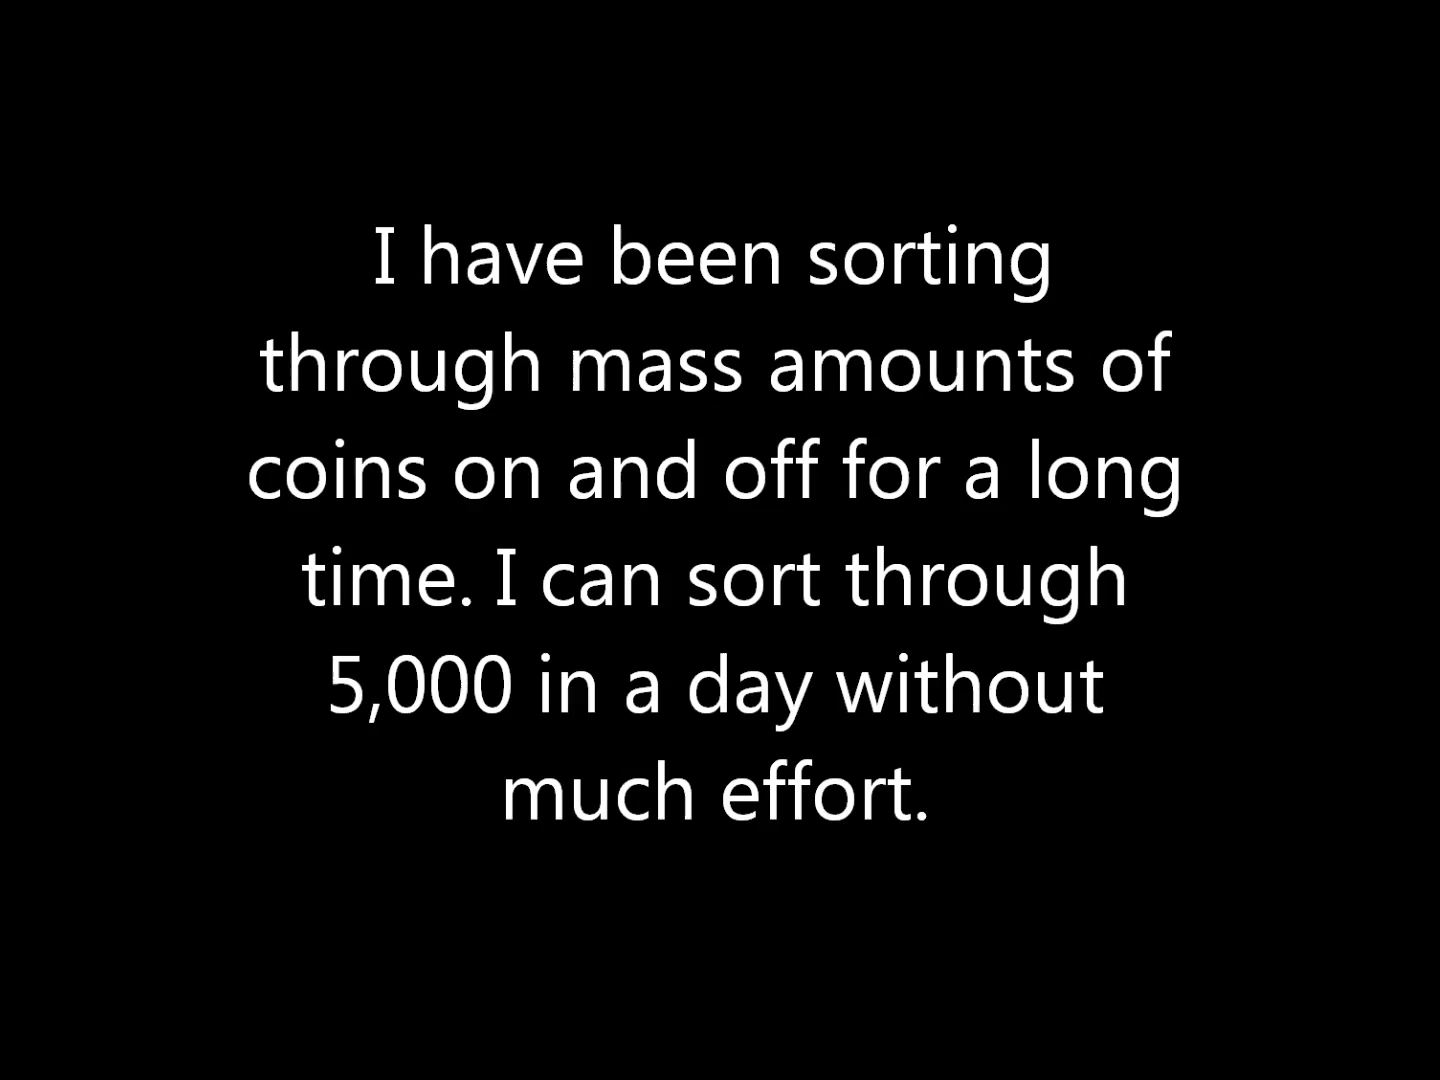 I have been sorting
through mass amounts of
coins on and off for a long
time. I can sort through
5,000 in a day without
much effort.